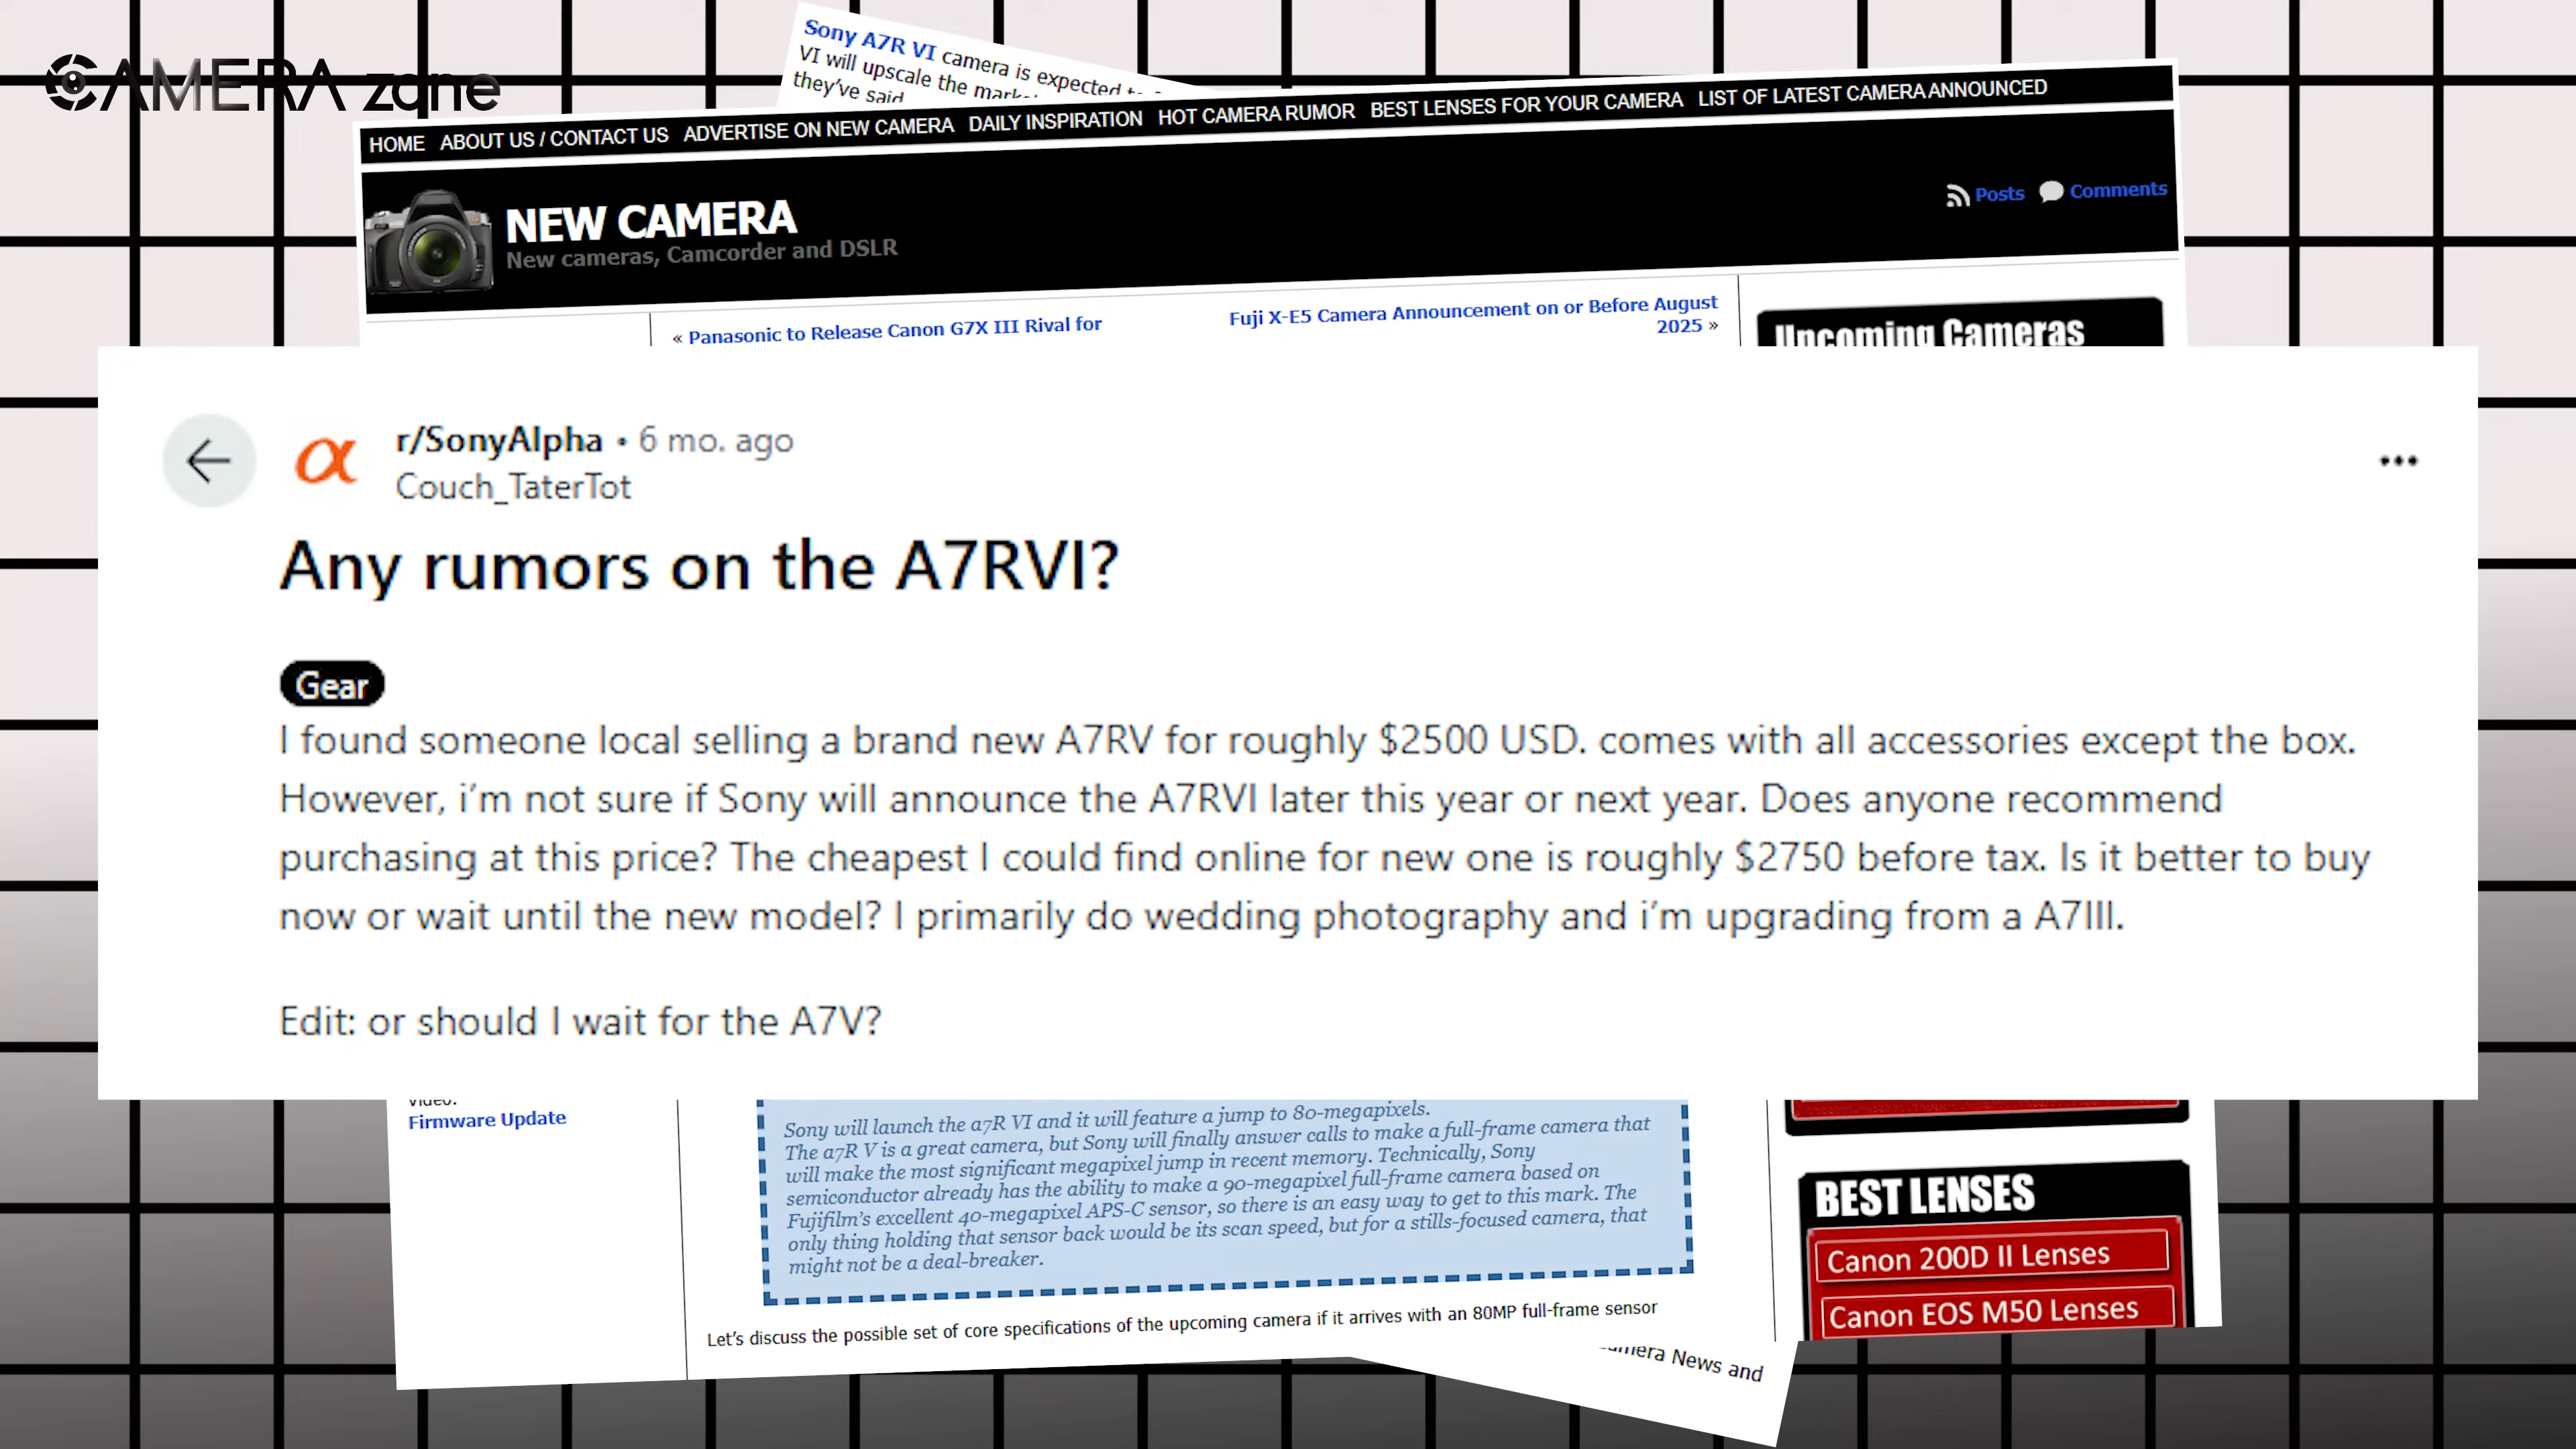 CAMERA zone
Sony A7R VI camera is expected
VI will upscale the
they've said
HOME ABOUT US / CONTACT US ADVERTISE ON NEW CAMERA DAILY INSPIRATION HOT CAMERA RUMOR BEST LENSES FOR YOUR CAMERA LIST OF LATEST CAMERA ANNOUNCED
NEW CAMERA
New cameras, Camcorder and DSLR
Posts Comments
« Panasonic to Release Canon G7X III Rival for
Fuji X-E5 Camera Announcement on or Before August
2025 »
Upcoming Cameras
r/SonyAlpha • 6 mo. ago
Couch_TaterTot
Any rumors on the A7RVI?
Gear
I found someone local selling a brand new A7RV for roughly $2500 USD. comes with all accessories except the box.
However, i'm not sure if Sony will announce the A7RVI later this year or next year. Does anyone recommend
purchasing at this price? The cheapest I could find online for new one is roughly $2750 before tax. Is it better to buy
now or wait until the new model? I primarily do wedding photography and i'm upgrading from a A7III.
Edit: or should I wait for the A7V?
video.
Firmware Update
Sony will launch the a7R VI and it will feature a jump to 80-megapixels.
The a7R V is a great camera, but Sony will finally answer calls to make a full-frame camera that
will make the most significant megapixel jump in recent memory. Technically, Sony
semiconductor already has the ability to make a 90-megapixel full-frame camera based on
Fujifilm's excellent 40-megapixel APS-C sensor, so there is an easy way to get to this mark. The
only thing holding that sensor back would be its scan speed, but for a stills-focused camera, that
might not be a deal-breaker.
Let's discuss the possible set of core specifications of the upcoming camera if it arrives with an 80MP full-frame sensor
BEST LENSES
Canon 200D II Lenses
Canon EOS M50 Lenses
News and